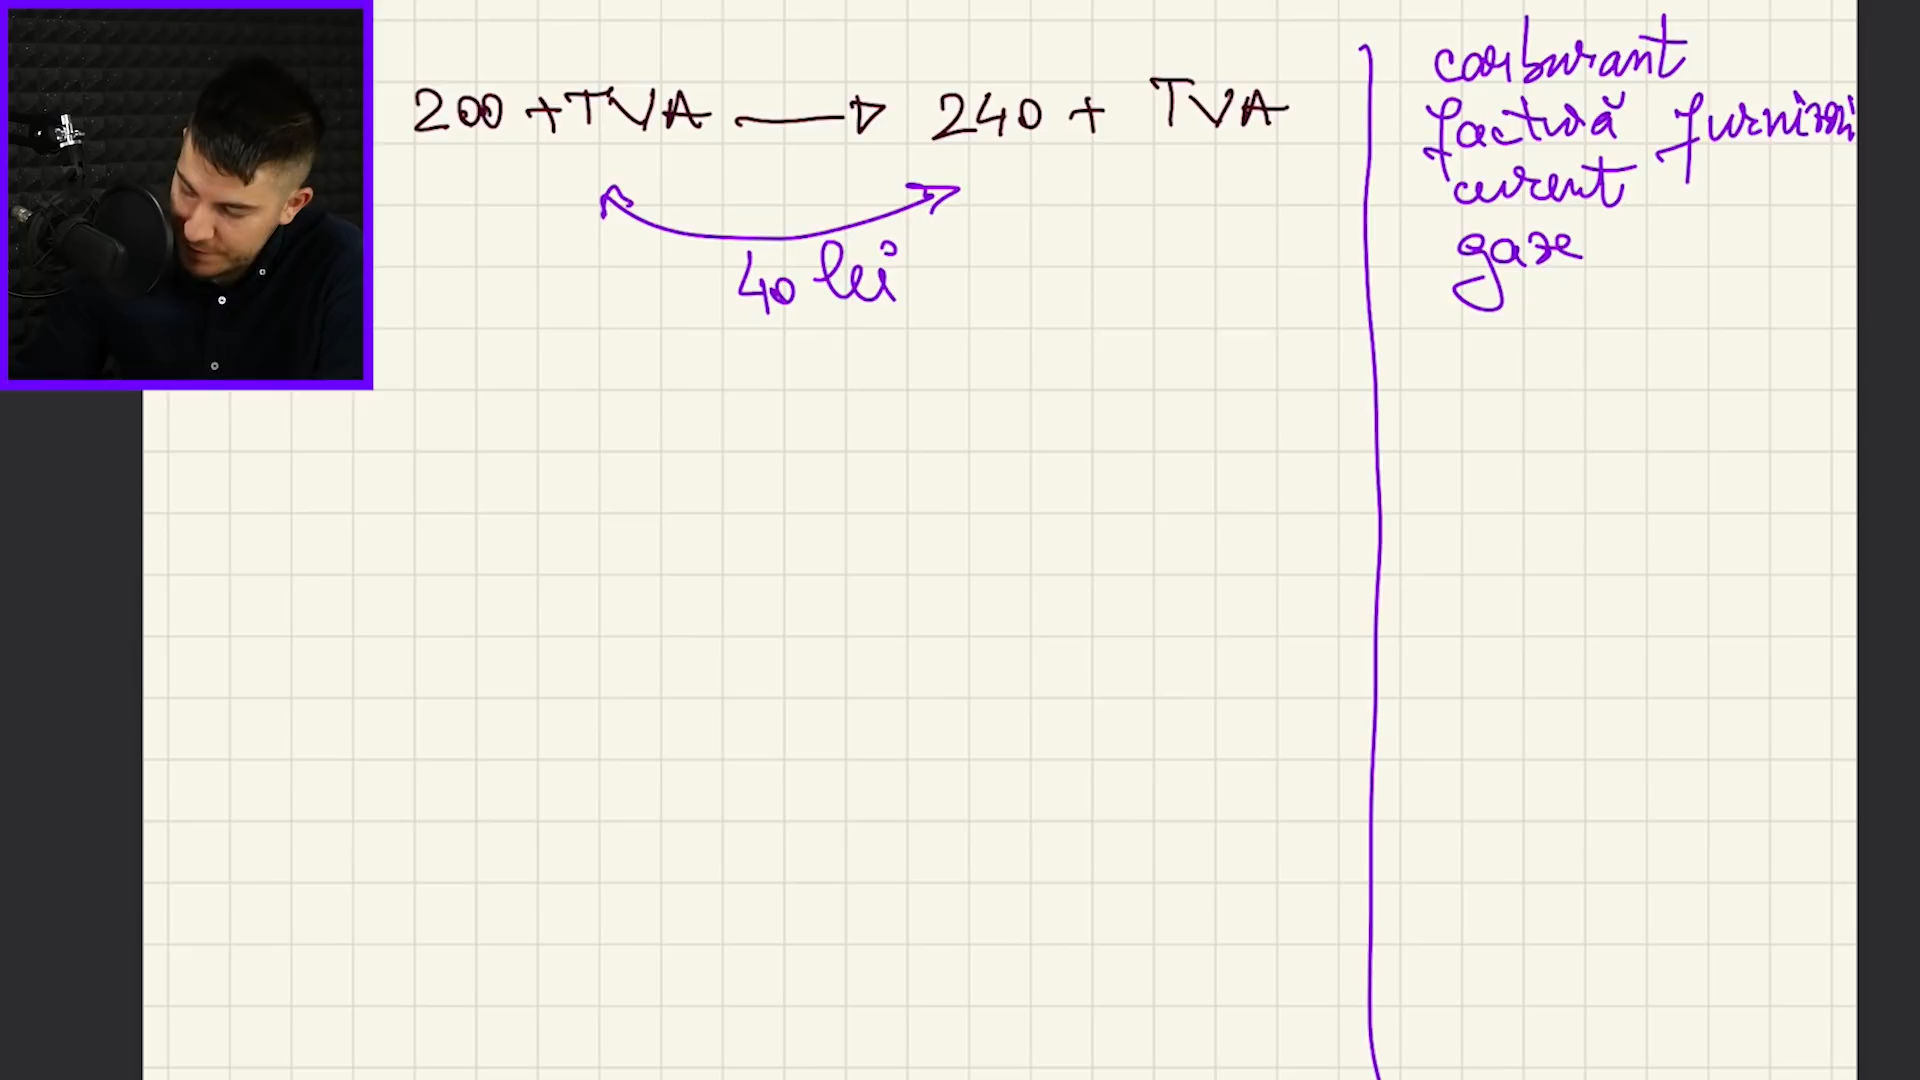 200 + TVA → 240 + TVA
40 lei
carburant
factură furnizori
curent
gaze